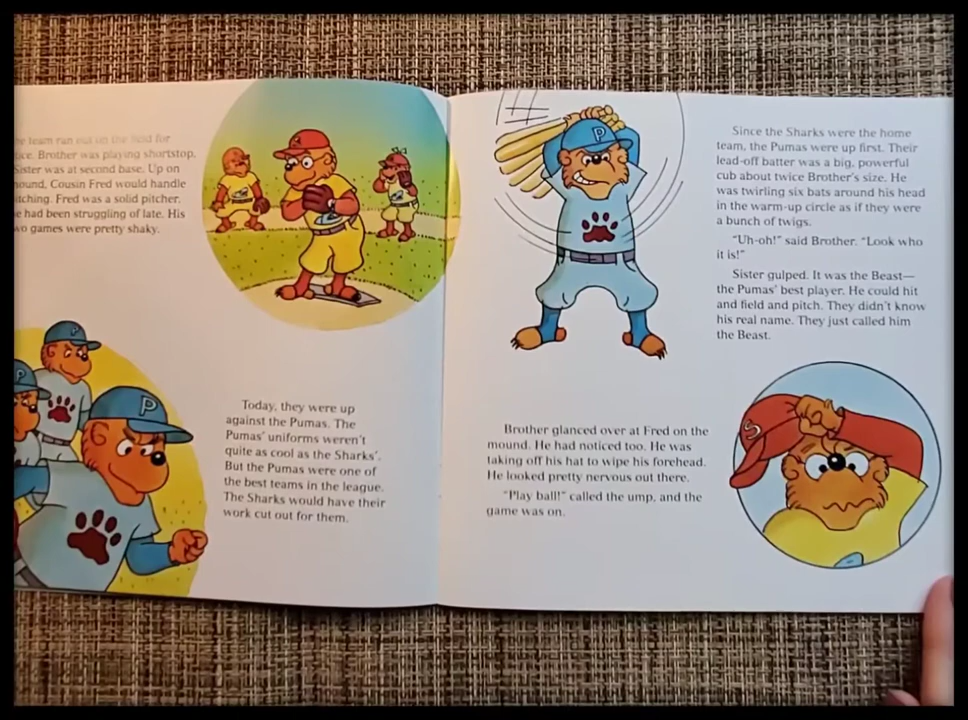 team ran out on the field for
Brother was playing shortstop.
Sister was at second base. Up on
Cousin Fred would handle
Fred was a solid pitcher,
had been struggling of late. His
games were pretty shaky.
P
Today, they were up
against the Pumas. The
Pumas' uniforms weren't
quite as cool as the Sharks'.
But the Pumas were one of
the best teams in the league.
The Sharks would have their
work cut out for them.
P
Since the Sharks were the home
team, the Pumas were up first. Their
lead-off batter was a big, powerful
cub about twice Brother's size. He
was twirling six bats around his head
in the warm-up circle as if they were
a bunch of twigs.
"Uh-oh!" said Brother. "Look who
it is!"
Sister gulped. It was the Beast—
the Pumas' best player. He could hit
and field and pitch. They didn't know
his real name. They just called him
the Beast.
Brother glanced over at Fred on the
mound. He had noticed too. He was
taking off his hat to wipe his forehead.
He looked pretty nervous out there.
"Play ball!" called the ump, and the
game was on.
S